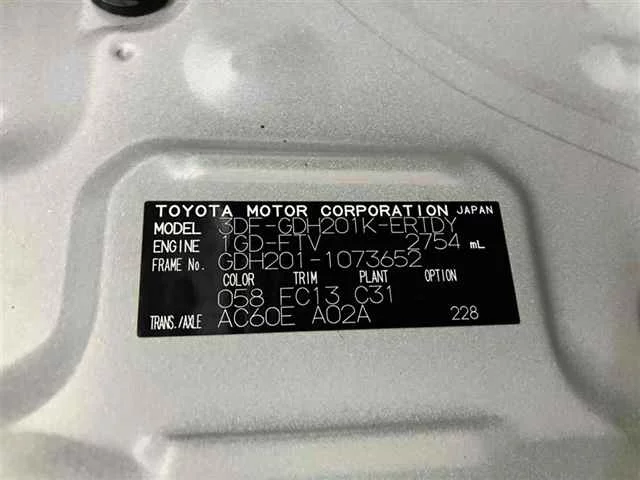 TOYOTA MOTOR CORPORATION JAPAN
MODEL 3DF-GDH201K-ERTDY
ENGINE 1GD-FTV 2754 mL
FRAME No. GDH201-1073652
COLOR TRIM PLANT OPTION
058 EC13 C31
TRANS./AXLE AC60E A02A 228